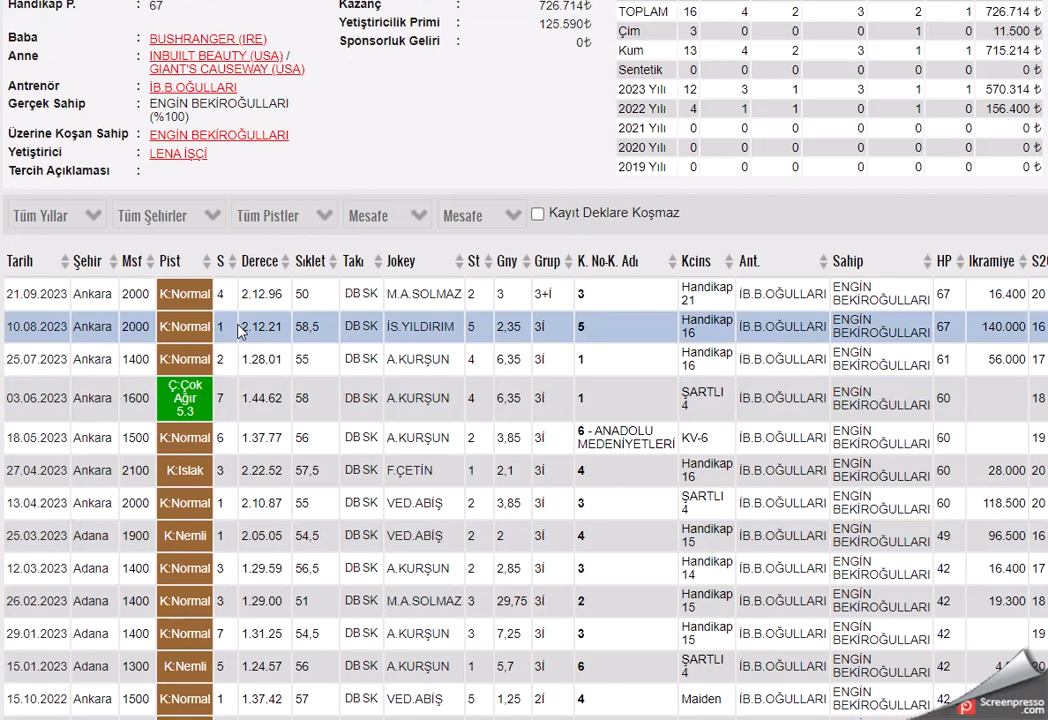 Handikap P. : 67
Baba : BUSHRANGER (IRE)
Anne : INBUILT BEAUTY (USA) /
GIANT'S CAUSEWAY (USA)
Antrenör : İB.B.OĞULLARI
Gerçek Sahip : ENGİN BEKİROĞULLARI
(%100)
Üzerine Koşan Sahip : ENGİN BEKİROĞULLARI
Yetiştirici : LENA İŞÇİ
Tercih Açıklaması :
Kazanç : 726.714₺
Yetiştiricilik Primi : 125.590₺
Sponsorluk Geliri : 0₺
TOPLAM 16 4 2 3 2 1 726.714 ₺
Çim 3 0 0 0 1 0 11.500 ₺
Kum 13 4 2 3 1 1 715.214 ₺
Sentetik 0 0 0 0 0 0 0 ₺
2023 Yılı 12 3 1 3 1 1 570.314 ₺
2022 Yılı 4 1 1 0 1 0 156.400 ₺
2021 Yılı 0 0 0 0 0 0 0 ₺
2020 Yılı 0 0 0 0 0 0 0 ₺
2019 Yılı 0 0 0 0 0 0 0 ₺
Tüm Yıllar Tüm Şehirler Tüm Pistler Mesafe Mesafe Kayıt Deklare Koşmaz
Tarih Şehir Msf Pist S Derece Sıklet Takı Jokey St Gny Grup K. No-K. Adı Kcins Ant. Sahip HP Ikramiye S20
21.09.2023 Ankara 2000 K:Normal 4 2.12.96 50 DB SK M.A.SOLMAZ 2 3 3+İ 3 Handikap 21 İB.B.OĞULLARI ENGİN BEKİROĞULLARI 67 16.400 20
10.08.2023 Ankara 2000 K:Normal 1 2.12.21 58,5 DB SK İS.YILDIRIM 5 2,35 3İ 5 Handikap 16 İB.B.OĞULLARI ENGİN BEKİROĞULLARI 67 140.000 16
25.07.2023 Ankara 1400 K:Normal 2 1.28.01 55 DB SK A.KURŞUN 4 6,35 3İ 1 Handikap 16 İB.B.OĞULLARI ENGİN BEKİROĞULLARI 61 56.000 17
03.06.2023 Ankara 1600 Ç:Çok Ağır 5.3 7 1.44.62 58 DB SK A.KURŞUN 4 6,35 3İ 1 ŞARTLI 4 İB.B.OĞULLARI ENGİN BEKİROĞULLARI 60 18
18.05.2023 Ankara 1500 K:Normal 6 1.37.77 56 DB SK A.KURŞUN 2 3,85 3İ 6 - ANADOLU MEDENİYETLERİ KV-6 İB.B.OĞULLARI ENGİN BEKİROĞULLARI 60 19
27.04.2023 Ankara 2100 K:Islak 3 2.22.52 57,5 DB SK F.ÇETİN 1 2,1 3İ 4 Handikap 16 İB.B.OĞULLARI ENGİN BEKİROĞULLARI 60 28.000 20
13.04.2023 Ankara 2000 K:Normal 1 2.10.87 55 DB SK VED.ABİŞ 2 3,85 3İ 3 ŞARTLI 4 İB.B.OĞULLARI ENGİN BEKİROĞULLARI 60 118.500 20
25.03.2023 Ankara 1900 K:Nemli 1 2.05.05 54,5 DB SK VED.ABİŞ 2 2 3İ 4 Handikap 15 İB.B.OĞULLARI ENGİN BEKİROĞULLARI 49 96.500 16
12.03.2023 Adana 1400 K:Normal 3 1.29.59 56,5 DB SK A.KURŞUN 2 2,85 3İ 3 Handikap 14 İB.B.OĞULLARI ENGİN BEKİROĞULLARI 42 16.400 17
26.02.2023 Adana 1400 K:Normal 3 1.29.00 51 DB SK M.A.SOLMAZ 3 29,75 3İ 2 Handikap 15 İB.B.OĞULLARI ENGİN BEKİROĞULLARI 42 19.300 18
29.01.2023 Adana 1400 K:Normal 7 1.31.25 54,5 DB SK A.KURŞUN 3 7,25 3İ 3 Handikap 15 İB.B.OĞULLARI ENGİN BEKİROĞULLARI 42 19
15.01.2023 Adana 1300 K:Nemli 5 1.24.57 56 DB SK A.KURŞUN 1 5,7 3İ 6 ŞARTLI 4 İB.B.OĞULLARI ENGİN BEKİROĞULLARI 42
15.10.2022 Ankara 1500 K:Normal 1 1.37.42 57 DB SK VED.ABİŞ 5 1,25 2İ 4 Maiden İB.B.OĞULLARI ENGİN BEKİROĞULLARI 42
Screenpresso
.com